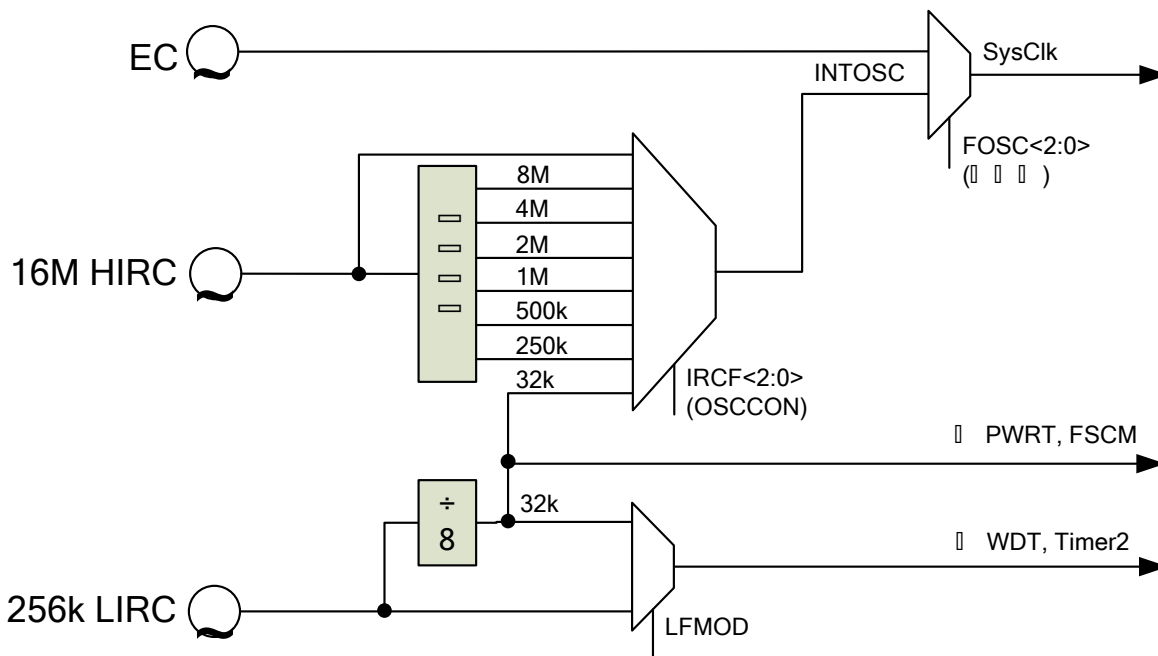 EC
SysClk
INTOSC
FOSC<2:0>
8M
4M
2M
16M HIRC
1M
500k
250k
32k
IRCF<2:0>
(OSCCON)
PWRT, FSCM
÷
8
32k
WDT, Timer2
256k LIRC
LFMOD